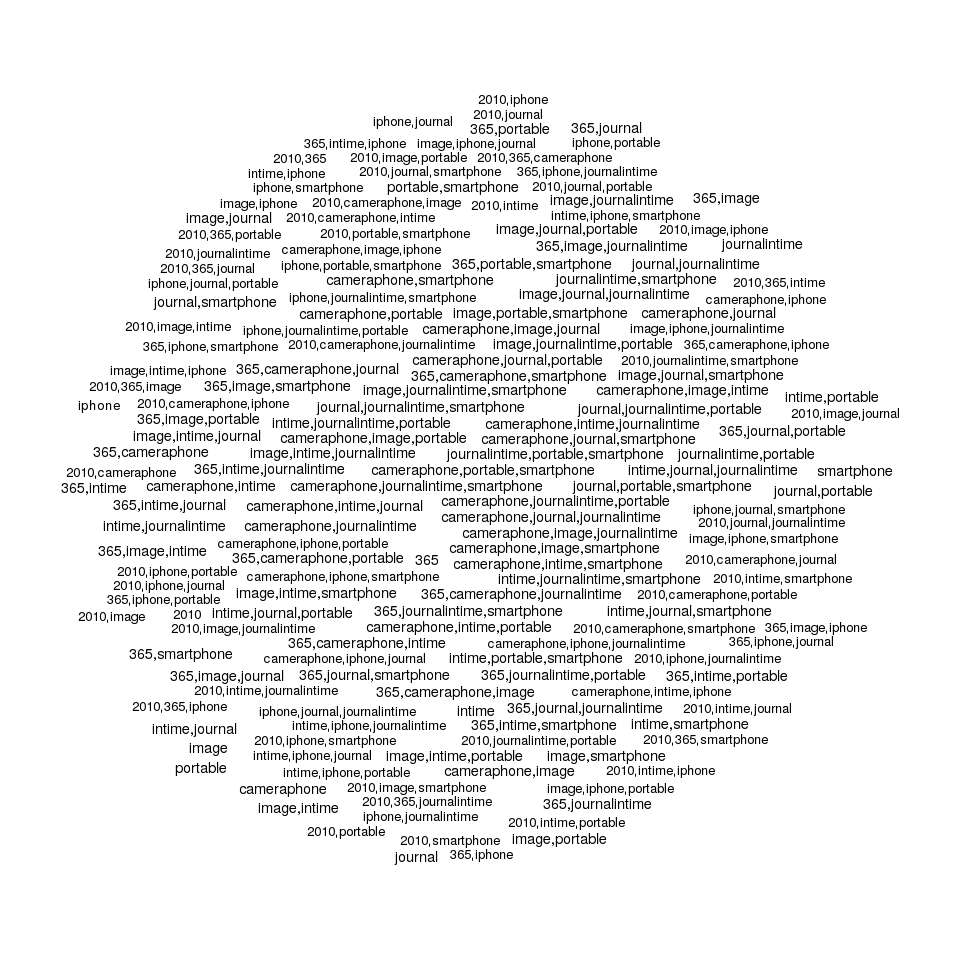 2010,iphone
iphone,journal 2010,journal
365,portable 365,journal
365,intime,iphone image,iphone,journal iphone,portable
2010,365 2010,image,portable 2010,365,cameraphone
intime,iphone 2010,journal,smartphone 365,iphone,journalintime
iphone,smartphone portable,smartphone 2010,journal,portable
image,iphone 2010,cameraphone,image 2010,intime image,journalintime 365,image
image,journal 2010,cameraphone,intime intime,iphone,smartphone
2010,365,portable 2010,portable,smartphone image,journal,portable 2010,image,iphone
2010,journalintime cameraphone,image,iphone 365,image,journalintime journalintime
2010,365,journal iphone,portable,smartphone 365,portable,smartphone journal,journalintime
iphone,journal,portable cameraphone,smartphone journalintime,smartphone 2010,365,intime
journal,smartphone iphone,journalintime,smartphone image,journal,journalintime cameraphone,iphone
cameraphone,portable image,portable,smartphone cameraphone,journal
2010,image,intime iphone,journalintime,portable cameraphone,image,journal image,iphone,journalintime
365,iphone,smartphone 2010,cameraphone,journalintime image,journalintime,portable 365,cameraphone,iphone
cameraphone,journal,portable 2010,journalintime,smartphone
image,intime,iphone 365,cameraphone,journal 365,cameraphone,smartphone image,journal,smartphone
2010,365,image 365,image,smartphone image,journalintime,smartphone cameraphone,image,intime
intime,portable
iphone 2010,cameraphone,iphone journal,journalintime,smartphone journal,journalintime,portable 2010,image,journal
365,image,portable intime,journalintime,portable cameraphone,intime,journalintime
image,intime,journal cameraphone,image,portable cameraphone,journal,smartphone 365,journal,portable
365,cameraphone image,intime,journalintime journalintime,portable,smartphone journalintime,portable
2010,cameraphone 365,intime,journalintime cameraphone,portable,smartphone intime,journal,journalintime smartphone
365,intime cameraphone,intime cameraphone,journalintime,smartphone journal,portable,smartphone journal,portable
365,intime,journal cameraphone,intime,journal cameraphone,journalintime,portable iphone,journal,smartphone
intime,journalintime cameraphone,journalintime cameraphone,journal,journalintime 2010,journal,journalintime
cameraphone,image,journalintime image,iphone,smartphone
365,image,intime cameraphone,iphone,portable cameraphone,image,smartphone
365,cameraphone,portable 365 cameraphone,intime,smartphone 2010,cameraphone,journal
2010,iphone,portable cameraphone,iphone,smartphone intime,journalintime,smartphone 2010,intime,smartphone
2010,iphone,journal image,intime,smartphone 365,cameraphone,journalintime 2010,cameraphone,portable
365,iphone,portable
2010,image 2010 intime,journal,portable 365,journalintime,smartphone intime,journal,smartphone
2010,image,journalintime cameraphone,intime,portable 2010,cameraphone,smartphone 365,image,iphone
365,cameraphone,intime cameraphone,iphone,journalintime 365,iphone,journal
365,smartphone cameraphone,iphone,journal intime,portable,smartphone 2010,iphone,journalintime
365,image,journal 365,journal,smartphone 365,journalintime,portable 365,intime,portable
2010,intime,journalintime 365,cameraphone,image cameraphone,intime,iphone
2010,365,iphone iphone,journal,journalintime intime 365,journal,journalintime 2010,intime,journal
intime,journal intime,iphone,journalintime 365,intime,smartphone intime,smartphone
image 2010,iphone,smartphone 2010,journalintime,portable 2010,365,smartphone
intime,iphone,journal image,intime,portable image,smartphone
portable intime,iphone,portable cameraphone,image 2010,intime,iphone
cameraphone 2010,image,smartphone image,iphone,portable
image,intime 2010,365,journalintime 365,journalintime
iphone,journalintime
2010,portable 2010,intime,portable
2010,smartphone image,portable
journal 365,iphone